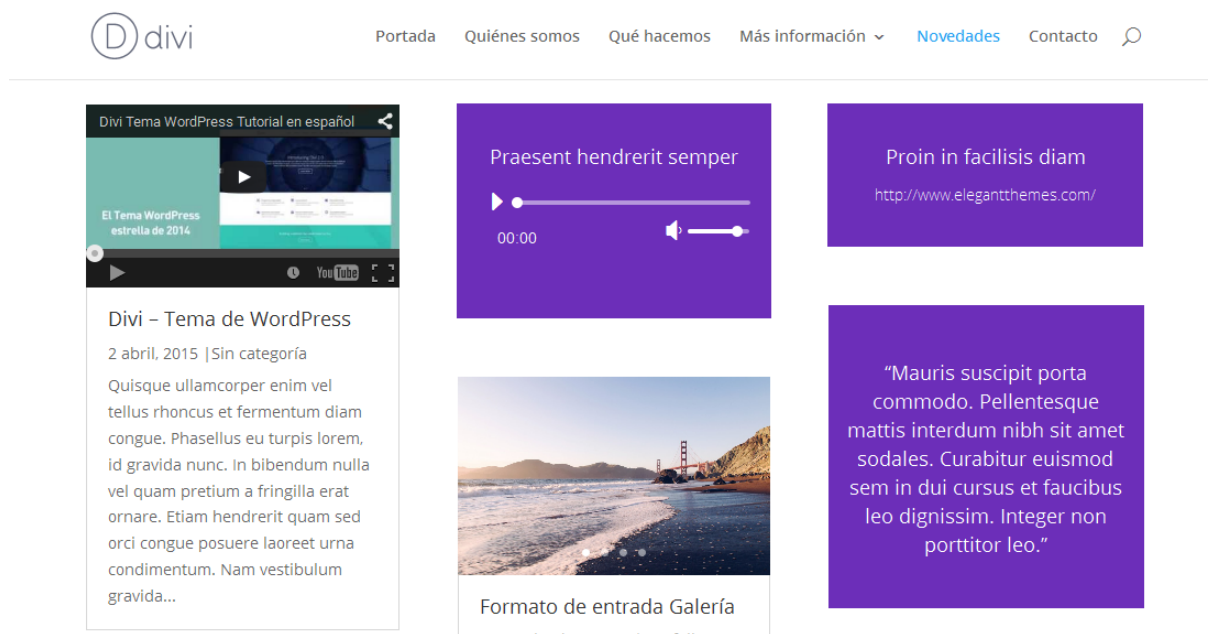 D divi
Portada
Quiénes somos
Qué hacemos
Más información
Novedades
Contacto
Divi Tema WordPress Tutorial en español
El Tema WordPress
estrella de 2014
YouTube
Divi – Tema de WordPress
2 abril, 2015 |Sin categoría
Quisque ullamcorper enim vel
tellus rhoncus et fermentum diam
congue. Phasellus eu turpis lorem,
id gravida nunc. In bibendum nulla
vel quam pretium a fringilla erat
ornare. Etiam hendrerit quam sed
orci congue posuere laoreet urna
condimentum. Nam vestibulum
gravida...
Praesent hendrerit semper
00:00
Formato de entrada Galería
Proin in facilisis diam
http://www.elegantthemes.com/
“Mauris suscipit porta
commodo. Pellentesque
mattis interdum nibh sit amet
sodales. Curabitur euismod
sem in dui cursus et faucibus
leo dignissim. Integer non
porttitor leo.”